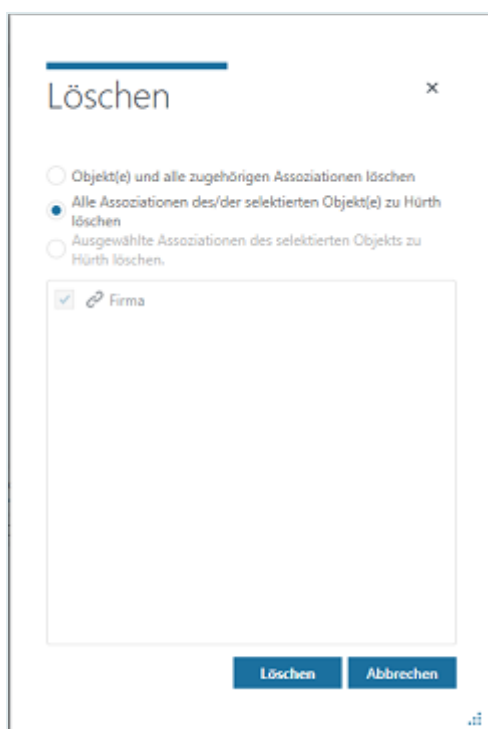 Löschen
Objekt(e) und alle zugehörigen Assoziationen löschen
Alle Assoziationen des/der selektierten Objekt(e) zu Hürth
löschen
Ausgewählte Assoziationen des selektierten Objekts zu
Hürth löschen.
Firma
Löschen Abbrechen